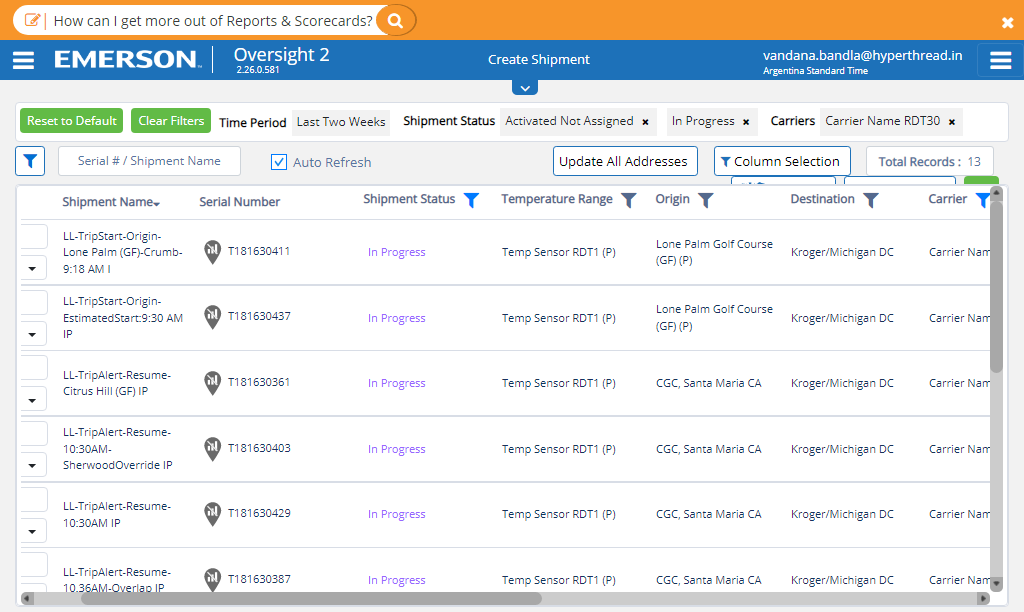 How can I get more out of Reports & Scorecards?
EMERSON
Oversight 2
2.26.0.581
Create Shipment
vandana.bandla@hyperthread.in
Argentina Standard Time
Reset to Default
Clear Filters
Time Period
Last Two Weeks
Shipment Status
Activated Not Assigned ×
In Progress ×
Carriers
Carrier Name RDT30 ×
Serial # / Shipment Name
Auto Refresh
Update All Addresses
Column Selection
Total Records : 13
Shipment Name
Serial Number
Shipment Status
Temperature Range
Origin
Destination
Carrier
LL-TripStart-Origin-
Lone Palm (GF)-Crumb-
9:18 AM I
T181630411
In Progress
Temp Sensor RDT1 (P)
Lone Palm Golf Course
(GF) (P)
Kroger/Michigan DC
Carrier Nam
LL-TripStart-Origin-
EstimatedStart:9:30 AM
IP
T181630437
In Progress
Temp Sensor RDT1 (P)
Lone Palm Golf Course
(GF) (P)
Kroger/Michigan DC
Carrier Nam
LL-TripAlert-Resume-
Citrus Hill (GF) IP
T181630361
In Progress
Temp Sensor RDT1 (P)
CGC, Santa Maria CA
Kroger/Michigan DC
Carrier Nam
LL-TripAlert-Resume-
10:30AM-
SherwoodOverride IP
T181630403
In Progress
Temp Sensor RDT1 (P)
CGC, Santa Maria CA
Kroger/Michigan DC
Carrier Nam
LL-TripAlert-Resume-
10:30AM IP
T181630429
In Progress
Temp Sensor RDT1 (P)
CGC, Santa Maria CA
Kroger/Michigan DC
Carrier Nam
LL-TripAlert-Resume-
10.36AM-Overlap IP
T181630387
In Progress
Temp Sensor RDT1 (P)
CGC, Santa Maria CA
Kroger/Michigan DC
Carrier Nam